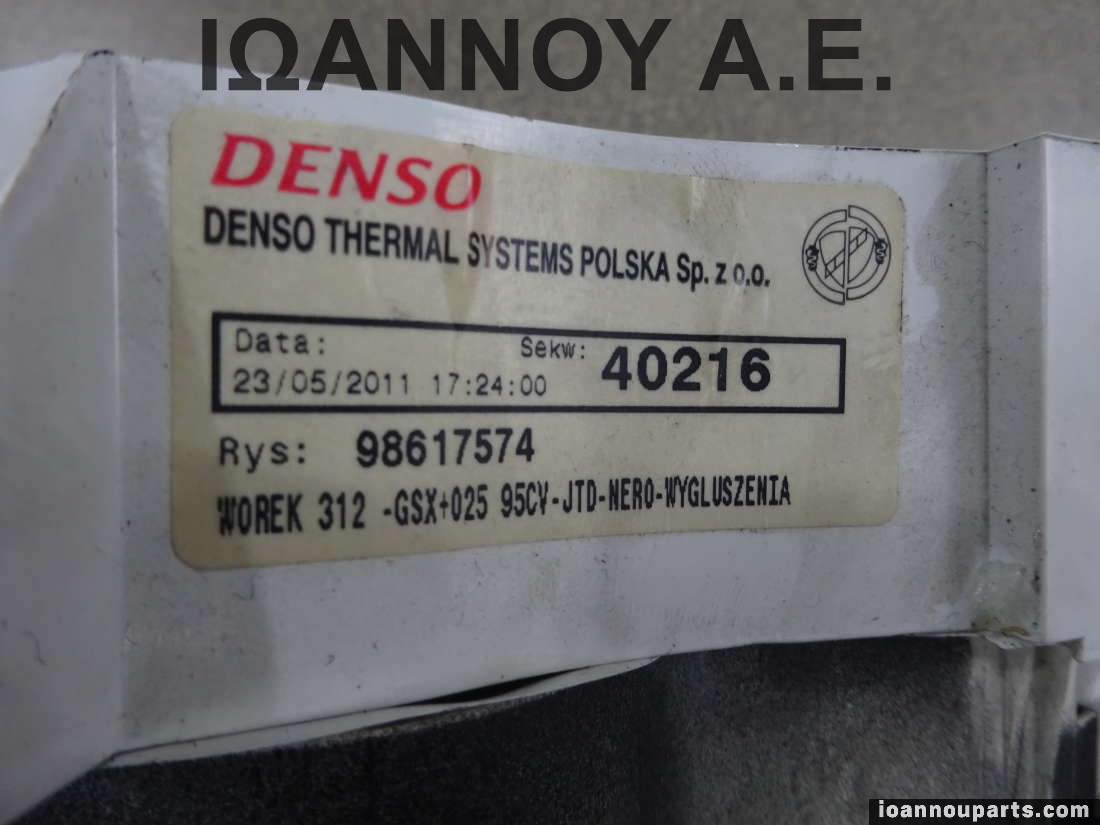 ΙΩΑΝΝΟΥ Α.Ε.
DENSO
DENSO THERMAL SYSTEMS POLSKA Sp. z o.o.
Data: Sekw: 40216
23/05/2011 17:24:00
Rys: 98617574
WOREK 312 -GSX+025 95CV-JTD-NERO-WYGLUSZENIA
ioannouparts.com